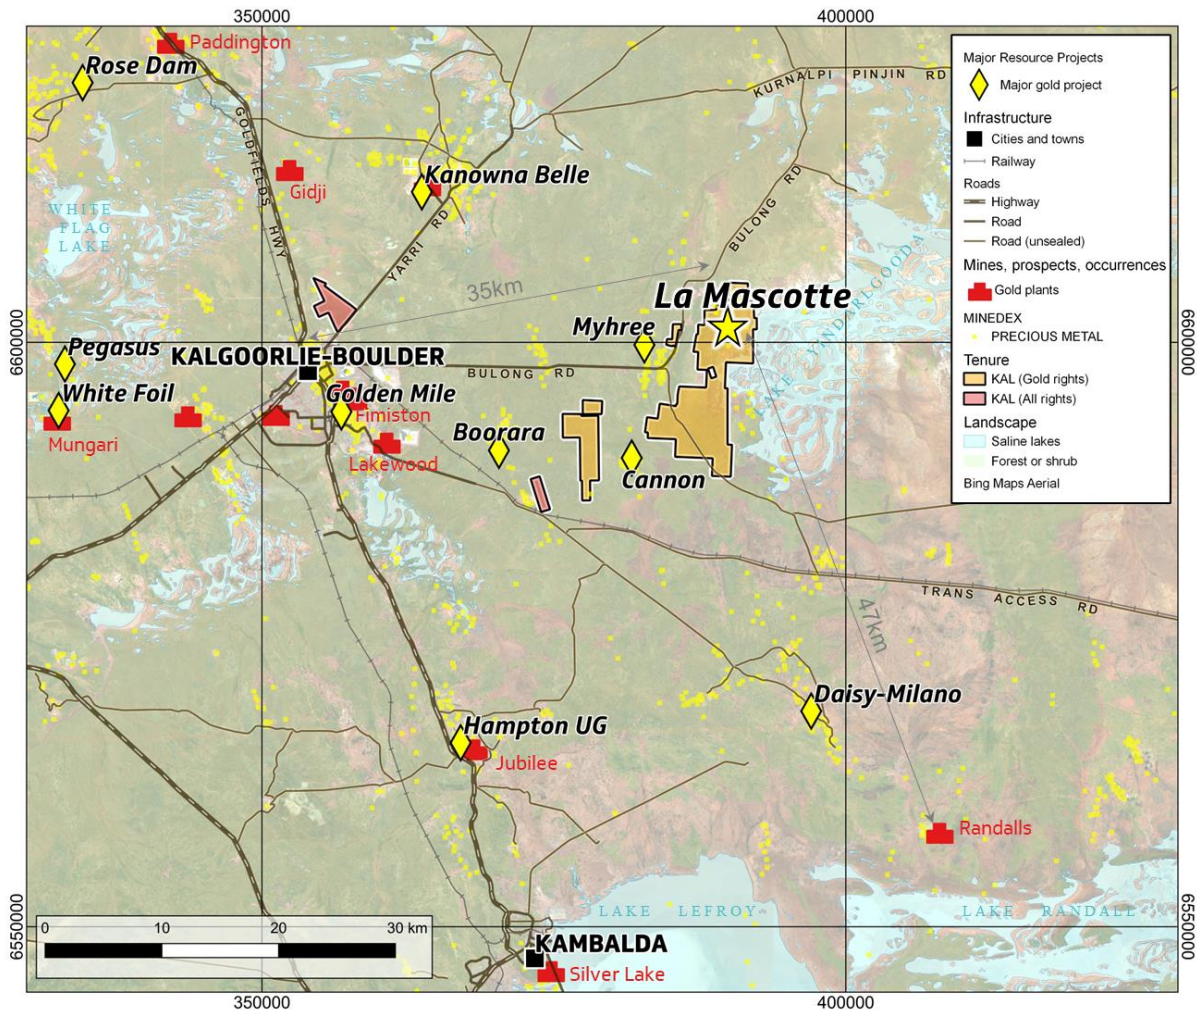 350000
400000
Paddington
Rose Dam
KURNALPI PINJIN RD
GOLDFIELDS HWY
Gidji
Kanowna Belle
WHITE
FLAG
LAKE
YARRI RD
BULONG RD
LAKE YINDARLGOODA
35km
La Mascotte
Myhree
6600000
6600000
Pegasus
KALGOORLIE-BOULDER
BULONG RD
White Foil
Golden Mile
Fimiston
Mungari
Boorara
Lakewood
Cannon
TRANS ACCESS RD
47km
Daisy-Milano
Hampton UG
Jubilee
Randalls
LAKE LEFROY
LAKE RANDALL
0 10 20 30 km
6550000
6550000
KAMBALDA
Silver Lake
350000
400000
Major Resource Projects
Major gold project
Infrastructure
Cities and towns
Railway
Roads
Highway
Road
Road (unsealed)
Mines, prospects, occurrences
Gold plants
MINEDEX
PRECIOUS METAL
Tenure
KAL (Gold rights)
KAL (All rights)
Landscape
Saline lakes
Forest or shrub
Bing Maps Aerial